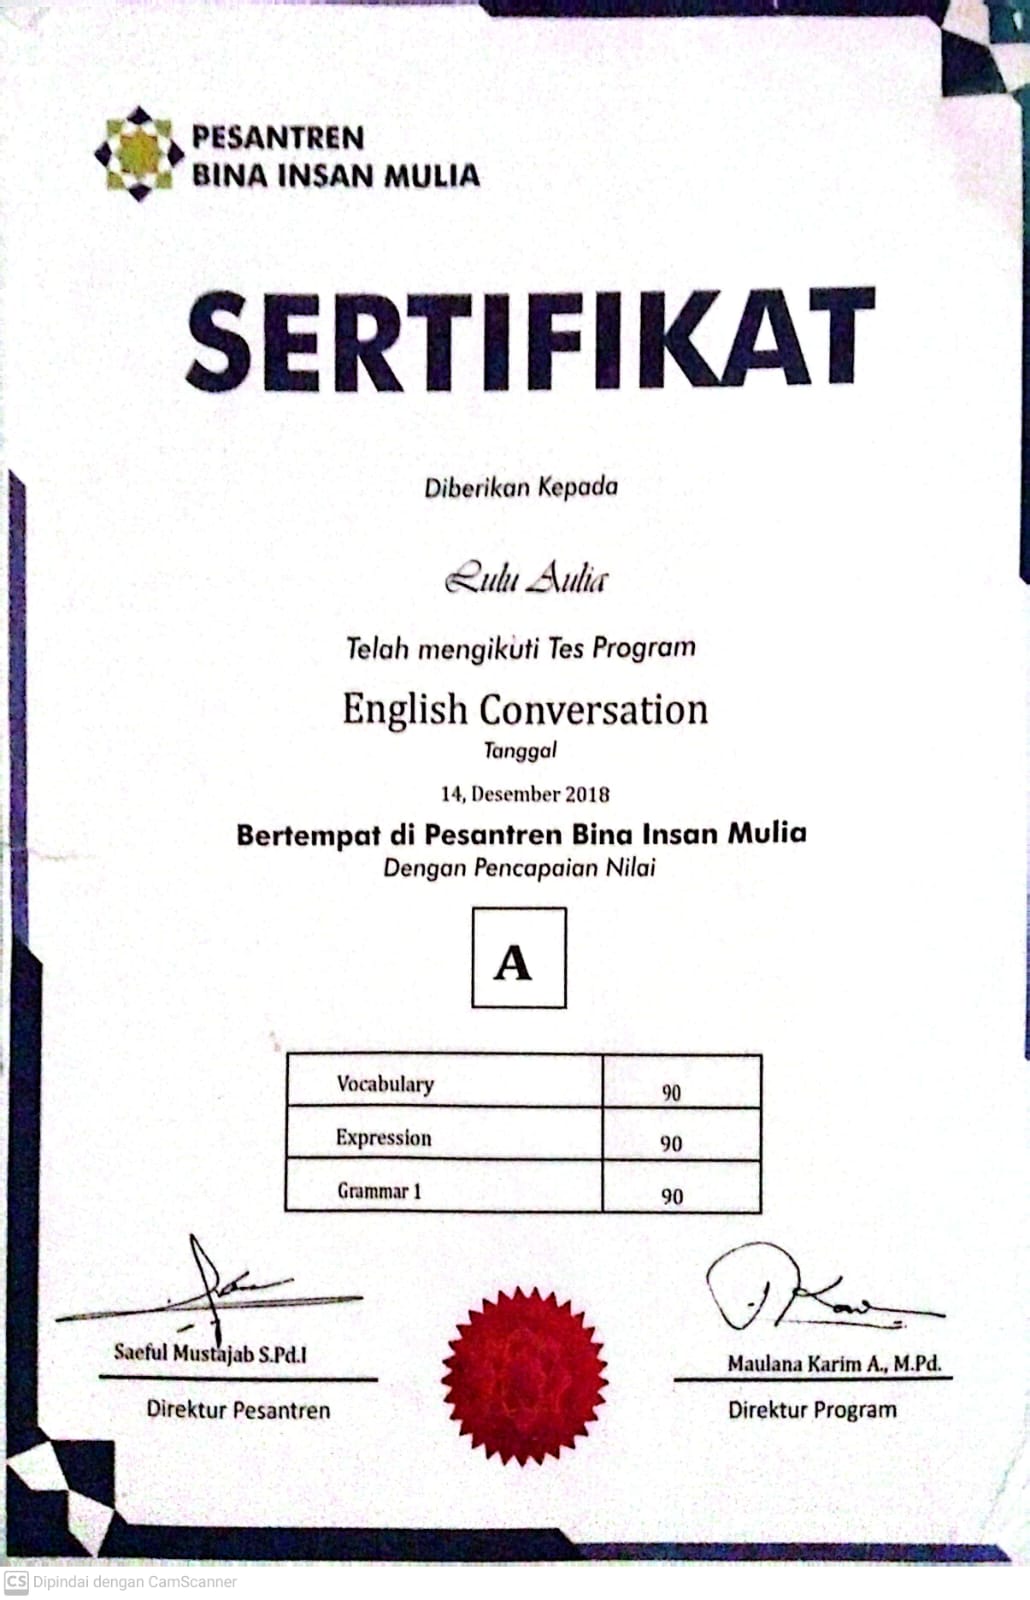 PESANTREN
BINA INSAN MULIA
SERTIFIKAT
Diberikan Kepada
Lulu Aulia
Telah mengikuti Tes Program
English Conversation
Tanggal
14, Desember 2018
Bertempat di Pesantren Bina Insan Mulia
Dengan Pencapaian Nilai
A
Vocabulary 90
Expression 90
Grammar 1 90
Saeful Mustajab S.Pd.I
Direktur Pesantren
Maulana Karim A., M.Pd.
Direktur Program
CS Dipindai dengan CamScanner